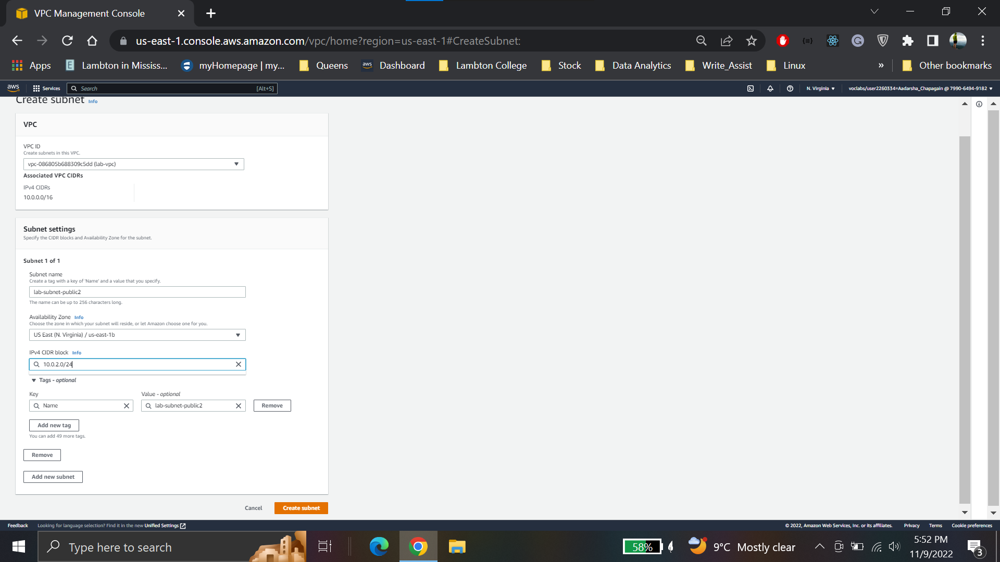 VPC Management Console
us-east-1.console.aws.amazon.com/vpc/home?region=us-east-1#CreateSubnet:
Apps Lambton in Mississ... myHomepage | my... Queens aws Dashboard Lambton College Stock Data Analytics Write_Assist Linux » Other bookmarks
aws Services Search [Alt+S] N. Virginia voclabs/user2260334=Aadarsha_Chapagain @ 7990-6494-9182
Create subnet Info
VPC
VPC ID
Create subnets in this VPC.
vpc-086805b688309c5dd (lab-vpc)
Associated VPC CIDRs
IPv4 CIDRs
10.0.0.0/16
Subnet settings
Specify the CIDR blocks and Availability Zone for the subnet.
Subnet 1 of 1
Subnet name
Create a tag with a key of 'Name' and a value that you specify.
lab-subnet-public2
The name can be up to 256 characters long.
Availability Zone Info
Choose the zone in which your subnet will reside, or let Amazon choose one for you.
US East (N. Virginia) / us-east-1b
IPv4 CIDR block Info
10.0.2.0/24
Tags - optional
Key Value - optional
Name lab-subnet-public2 Remove
Add new tag
You can add 49 more tags.
Remove
Add new subnet
Cancel Create subnet
Feedback Looking for language selection? Find it in the new Unified Settings © 2022, Amazon Web Services, Inc. or its affiliates. Privacy Terms Cookie preferences
Type here to search 58% 9°C Mostly clear 5:52 PM
11/9/2022 3